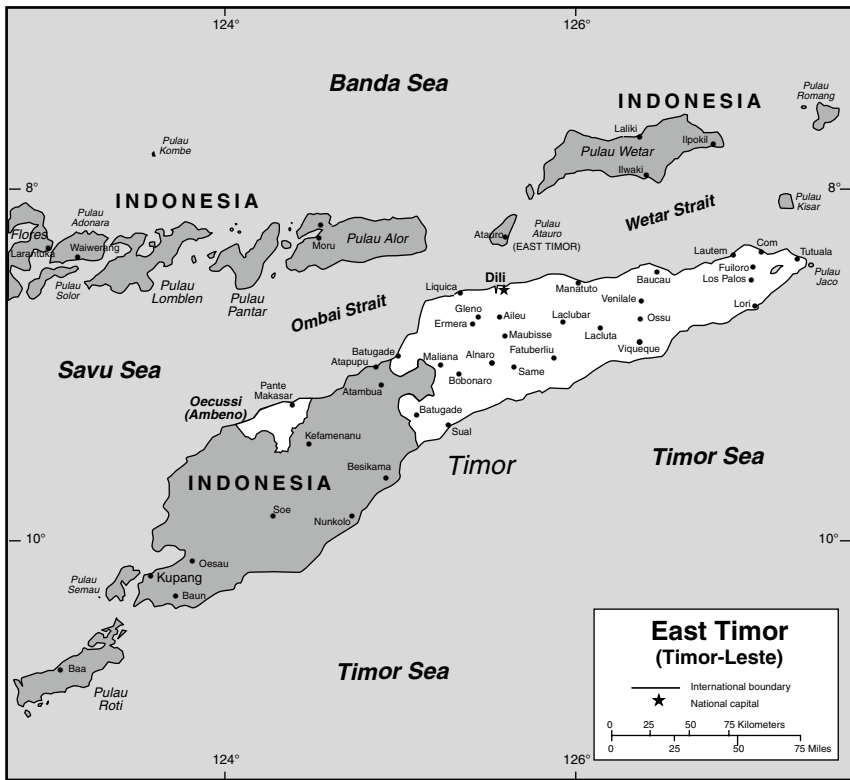 124°
126°
Banda Sea
INDONESIA
Pulau
Romang
Laliki
Ilpokil
Pulau Wetar
Ilwaki
Pulau
Kombe
8°
8°
INDONESIA
Pulau
Adonara
Flores
Larantuka
Waiwerang
Pulau
Solor
Pulau
Lomblen
Pulau
Pantar
Moru
Pulau Alor
Atapro
Pulau
Atauro
(EAST TIMOR)
Wetar Strait
Pulau
Kisar
Ombai Strait
Lautem
Com
Tutuala
Fuiloro
Los Palos
Pulau
Jaco
Lori
Dili
Liquica
Manatuto
Baucau
Venilale
Gleno
Ermera
Aileu
Laclubar
Ossu
Maubisse
Lacluta
Viqueque
Fatuberliu
Batugade
Atapupu
Maliana
Alnaro
Bobonaro
Same
Savu Sea
Atambua
Pante
Makasar
Oecussi
(Ambeno)
Batugade
Sual
Kefamenanu
Timor
Timor Sea
Besikama
INDONESIA
Soe
Nunkolo
10°
10°
Oesau
Kupang
Pulau
Semau
Baun
Baa
Pulau
Roti
Timor Sea
East Timor
(Timor-Leste)
International boundary
National capital
0 25 50 75 Kilometers
0 25 50 75 Miles
124°
126°